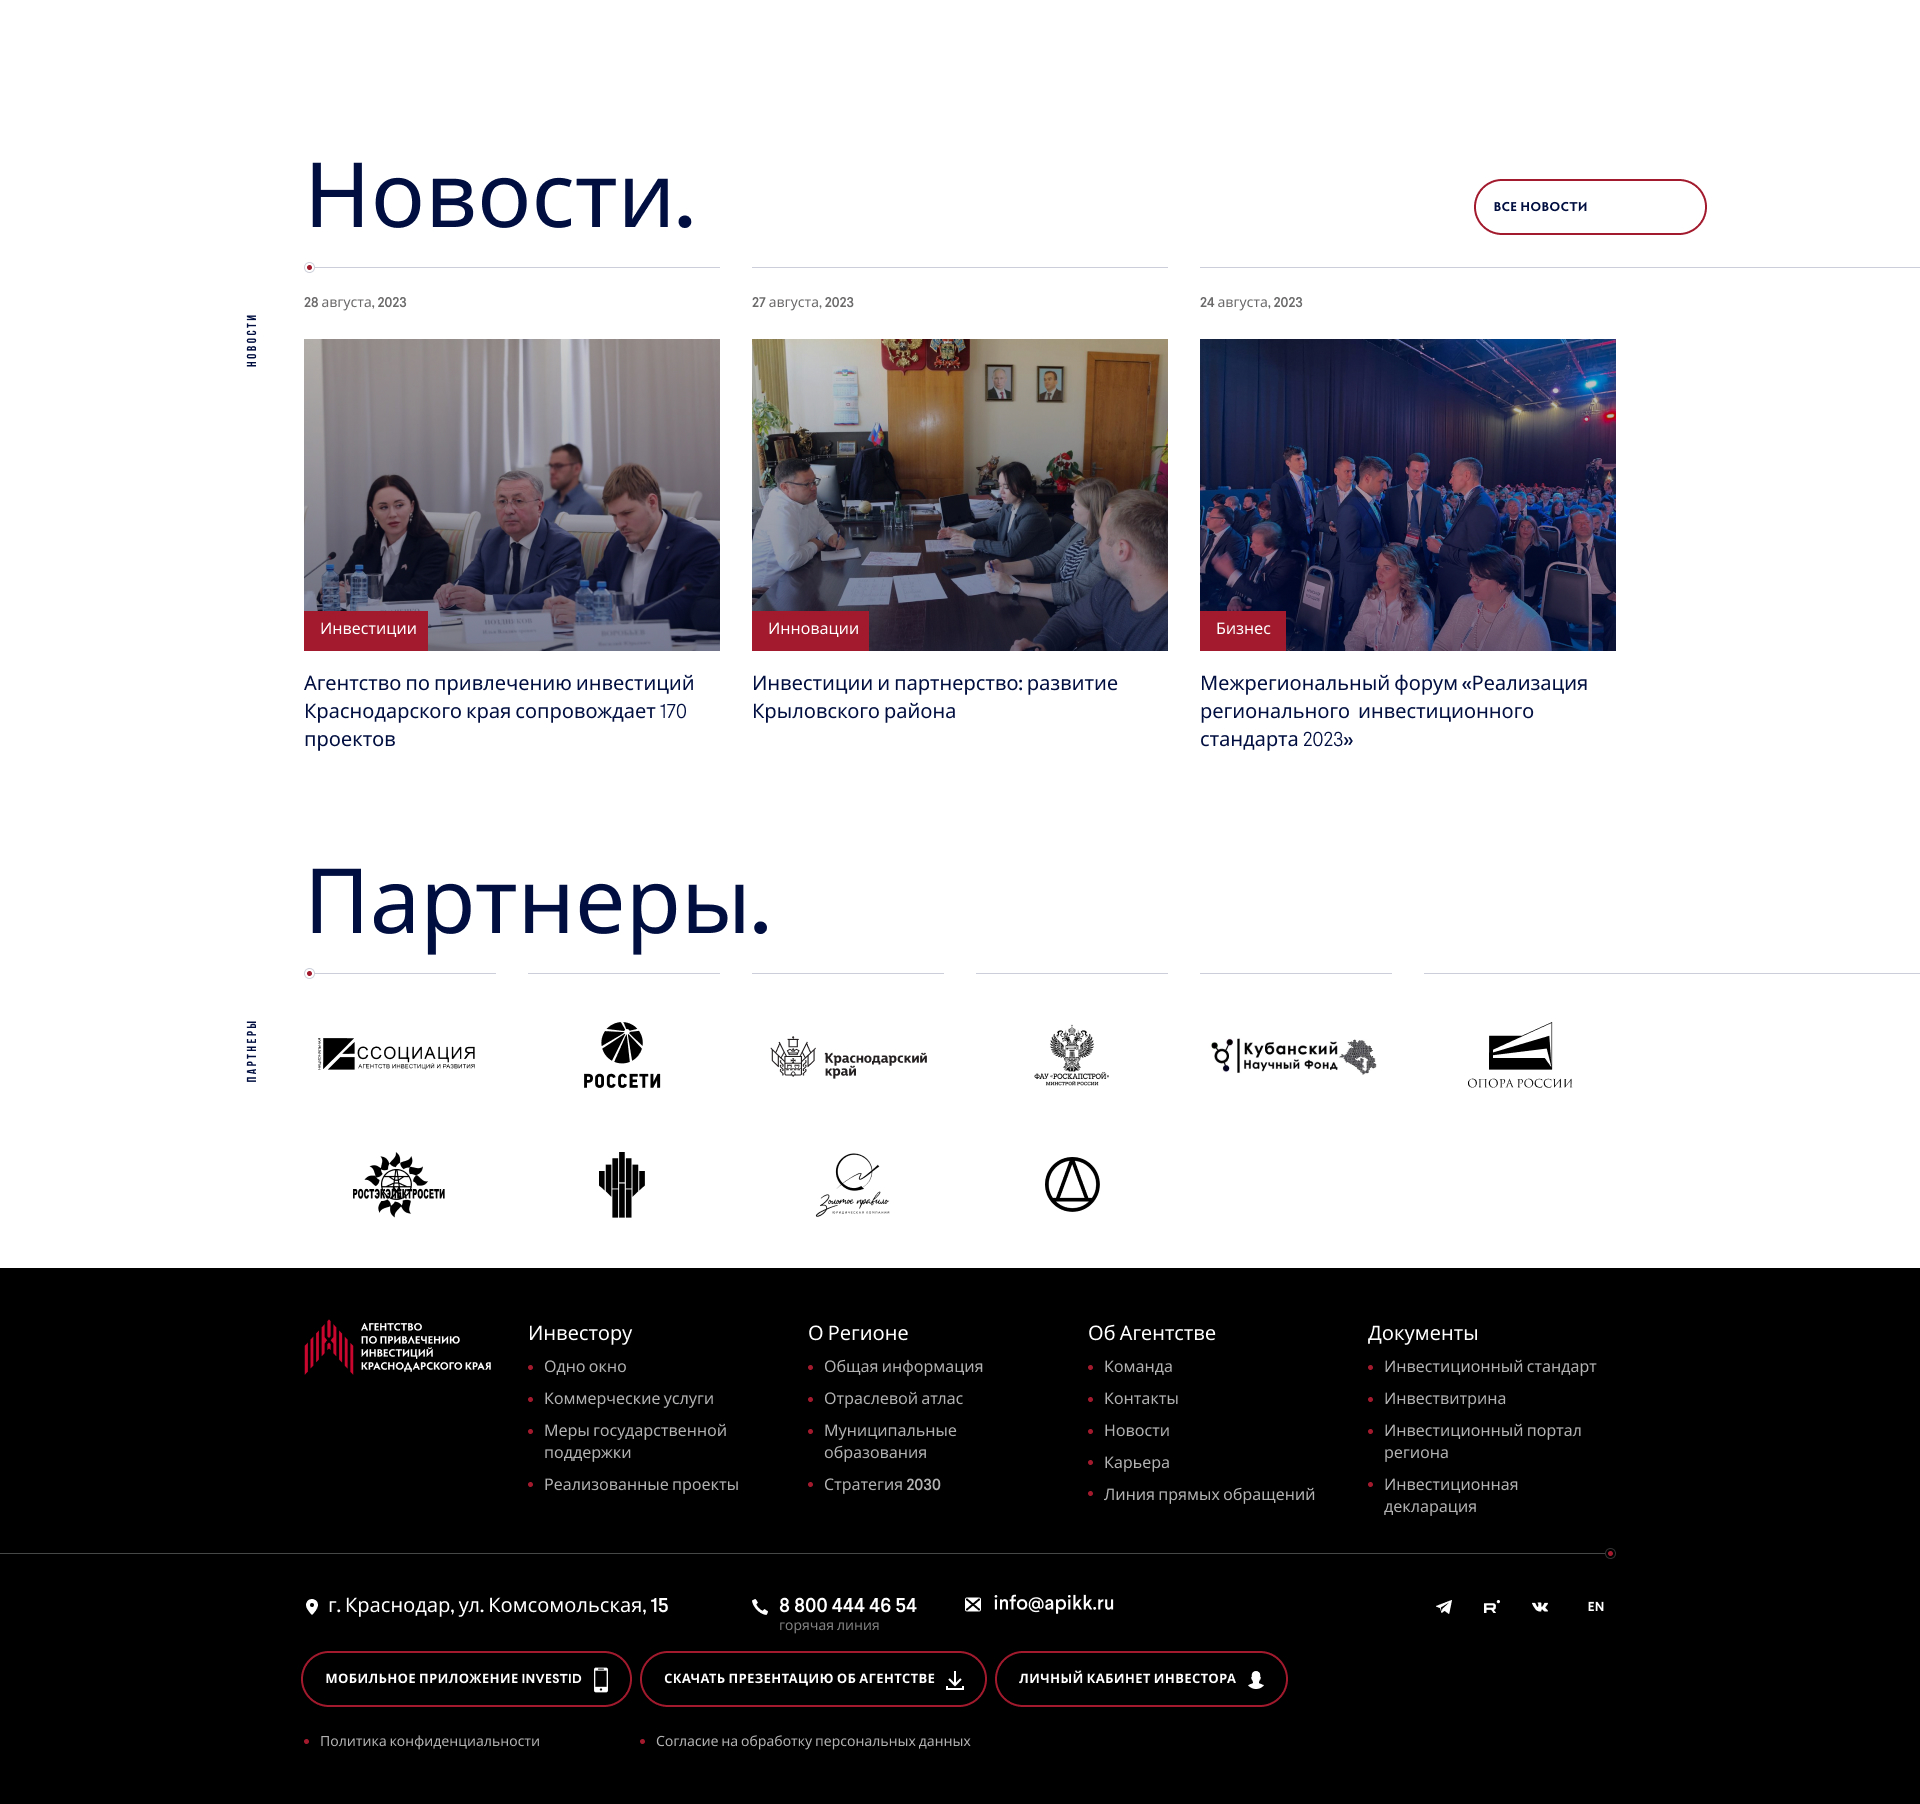 Новости.
ВСЕ НОВОСТИ
НОВОСТИ
28 августа, 2023
27 августа, 2023
24 августа, 2023
Инвестиции
Инновации
Бизнес
Агентство по привлечению инвестиций
Краснодарского края сопровождает 170
проектов
Инвестиции и партнерство: развитие
Крыловского района
Межрегиональный форум «Реализация
регионального инвестиционного
стандарта 2023»
Партнеры.
ПАРТНЕРЫ
НАЦИОНАЛЬНАЯ
АССОЦИАЦИЯ
АГЕНТСТВ ИНВЕСТИЦИЙ И РАЗВИТИЯ
РОССЕТИ
Краснодарский
край
ФАУ «РОСКАПСТРОЙ»
МИНСТРОЙ РОССИИ
Кубанский
Научный Фонд
ОПОРА РОССИИ
РОСТЭКЭЛЕКТРОСЕТИ
Золотое правило
ЮРИДИЧЕСКАЯ КОМПАНИЯ
АГЕНТСТВО
ПО ПРИВЛЕЧЕНИЮ
ИНВЕСТИЦИЙ
КРАСНОДАРСКОГО КРАЯ
Инвестору
Одно окно
Коммерческие услуги
Меры государственной
поддержки
Реализованные проекты
О Регионе
Общая информация
Отраслевой атлас
Муниципальные
образования
Стратегия 2030
Об Агентстве
Команда
Контакты
Новости
Карьера
Линия прямых обращений
Документы
Инвестиционный стандарт
Инвествитрина
Инвестиционный портал
региона
Инвестиционная
декларация
г. Краснодар, ул. Комсомольская, 15
8 800 444 46 54
горячая линия
info@apikk.ru
EN
МОБИЛЬНОЕ ПРИЛОЖЕНИЕ INVESTID
СКАЧАТЬ ПРЕЗЕНТАЦИЮ ОБ АГЕНТСТВЕ
ЛИЧНЫЙ КАБИНЕТ ИНВЕСТОРА
Политика конфиденциальности
Согласие на обработку персональных данных